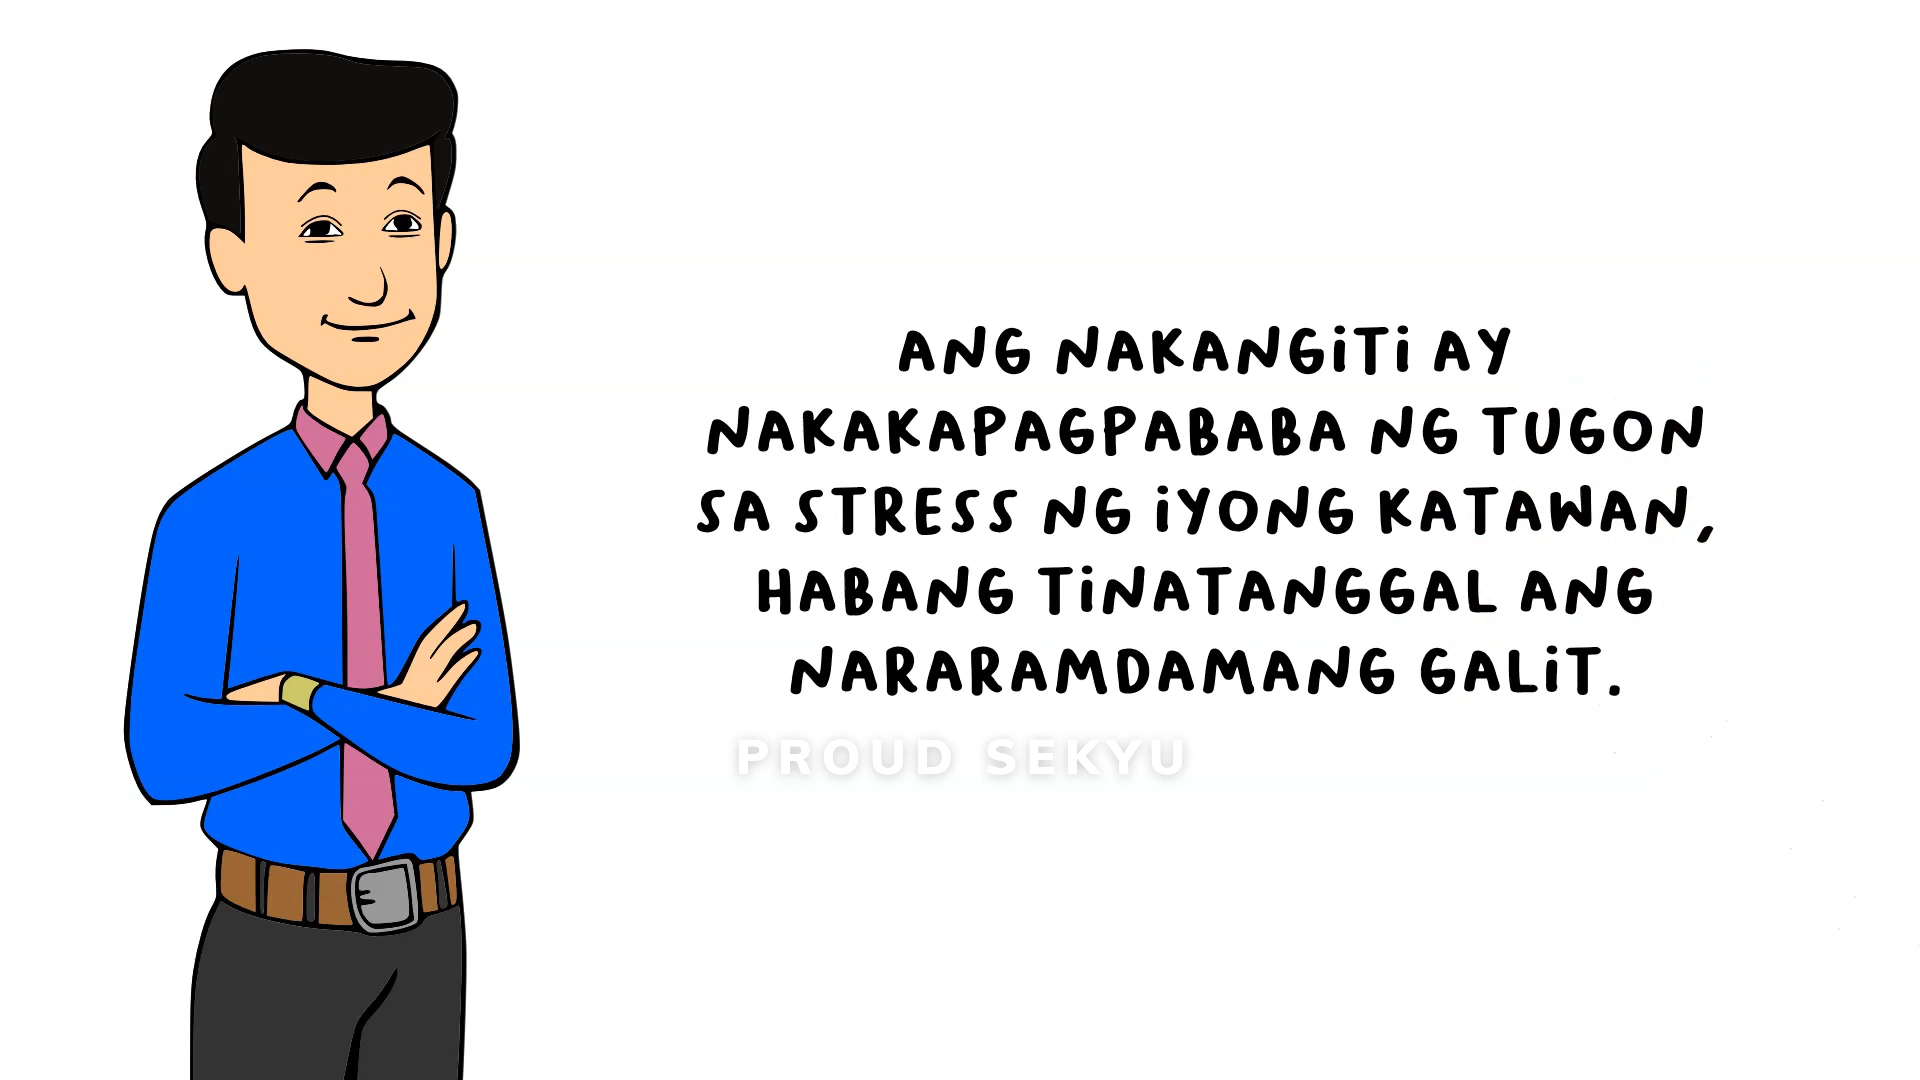 ANG NAKANGiTi AY
NAKAKAPAGPABABA NG TUGON
SA STRESS NG iYONG KATAWAN,
HABANG TiNATANGGAL ANG
NARARAMDAMANG GALiT.
PROUD SEKYU